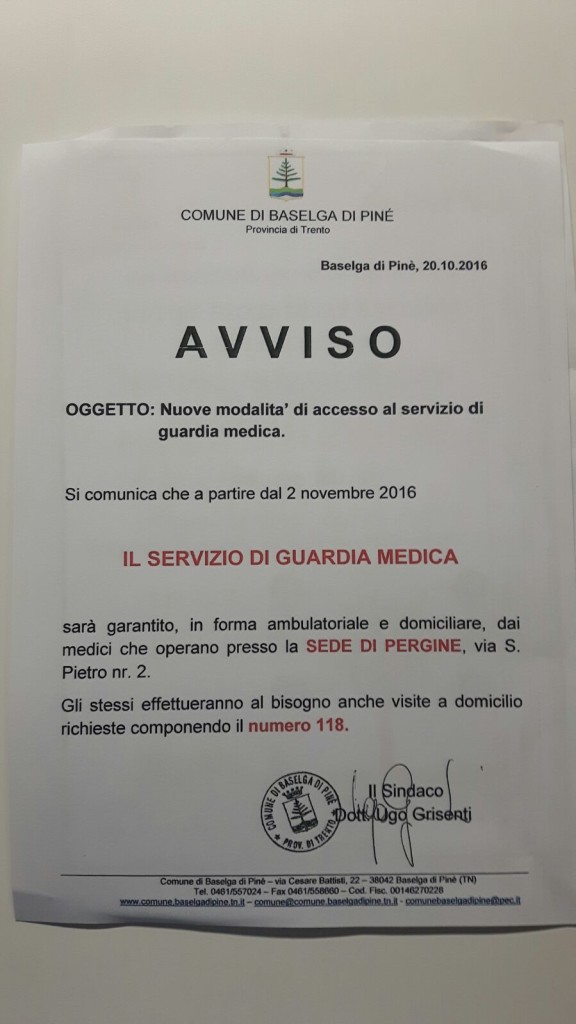 COMUNE DI BASELGA DI PINÉ
Provincia di Trento
Baselga di Pinè, 20.10.2016
AVVISO
OGGETTO: Nuove modalita' di accesso al servizio di
guardia medica.
Si comunica che a partire dal 2 novembre 2016
IL SERVIZIO DI GUARDIA MEDICA
sarà garantito, in forma ambulatoriale e domiciliare, dai
medici che operano presso la SEDE DI PERGINE, via S.
Pietro nr. 2.
Gli stessi effettueranno al bisogno anche visite a domicilio
richieste componendo il numero 118.
COMUNE DI BASELGA DI PINÉ
PROV. DI TRENTO
Il Sindaco
Dott. Ugo Grisenti
Comune di Baselga di Pinè – via Cesare Battisti, 22 – 38042 Baselga di Pinè (TN)
Tel. 0461/557024 – Fax 0461/558660 – Cod. Fisc. 00146270228
www.comune.baselgadipine.tn.it – comune@comune.baselgadipine.tn.it - comunebaselgadipine@pec.it